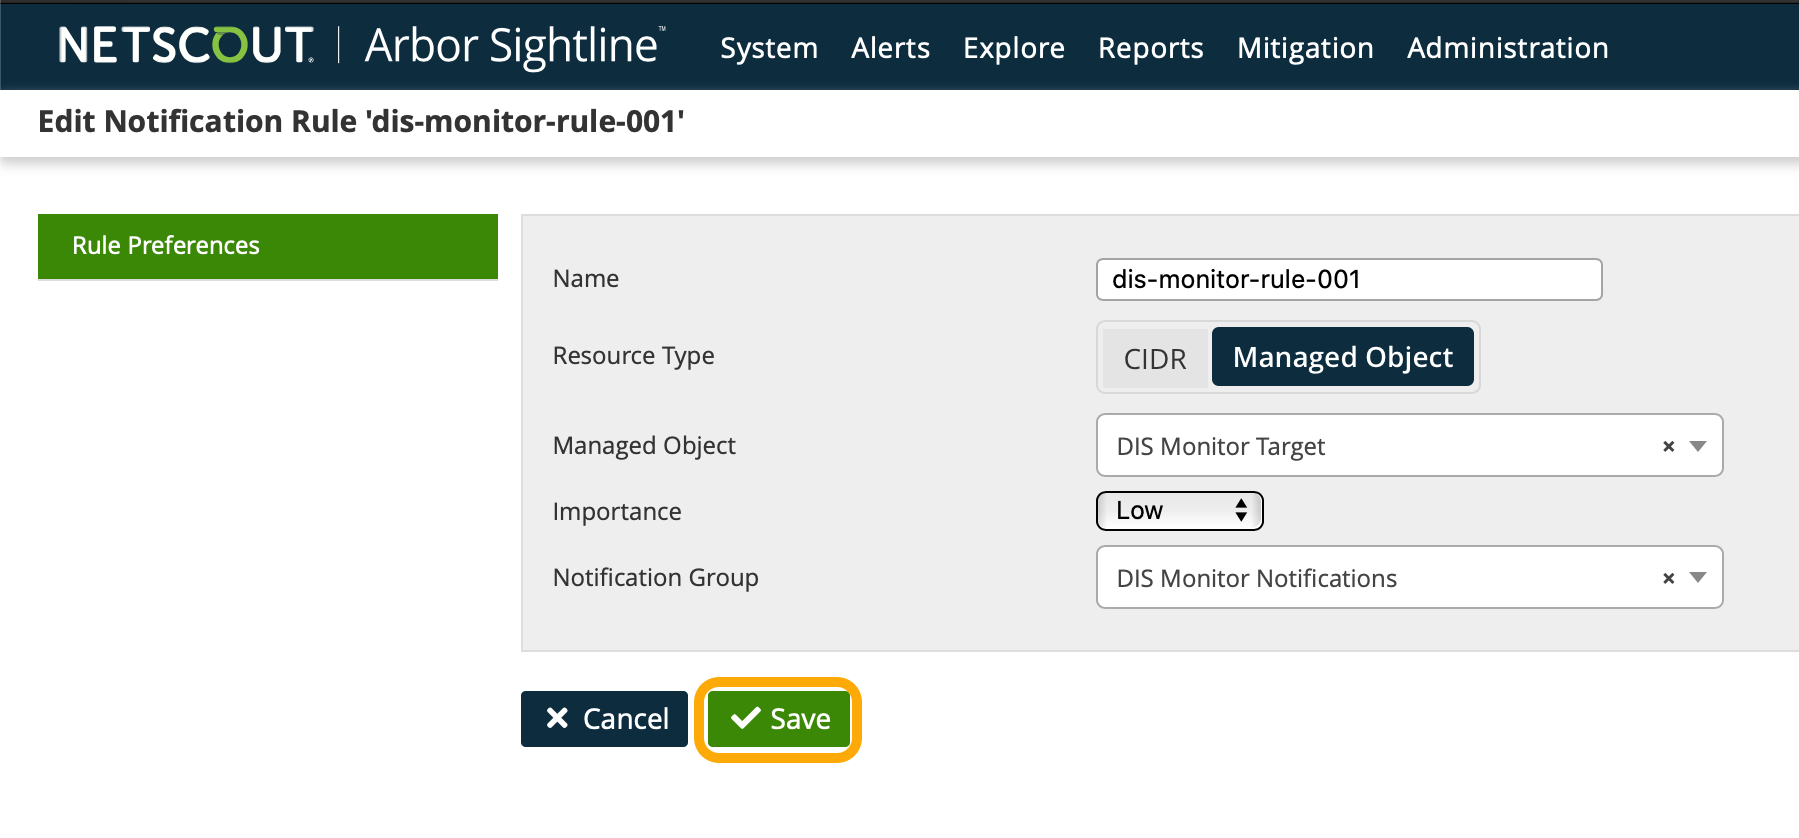 NETSCOUT. | Arbor Sightline™ System Alerts Explore Reports Mitigation Administration
Edit Notification Rule 'dis-monitor-rule-001'
Rule Preferences
Name dis-monitor-rule-001
Resource Type CIDR Managed Object
Managed Object DIS Monitor Target ×
Importance Low
Notification Group DIS Monitor Notifications ×
Cancel Save